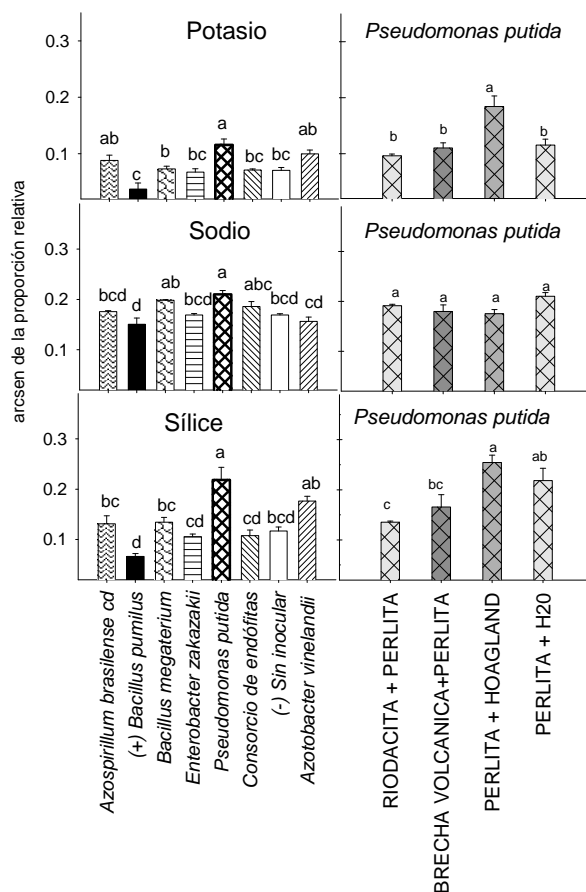 Potasio
Pseudomonas putida
0.3
0.2
0.1
ab
c
b
bc
a
bc
bc
ab
b
b
a
b
Sodio
Pseudomonas putida
0.3
0.2
0.1
bcd
d
ab
bcd
a
abc
bcd
cd
a
a
a
a
Sílice
Pseudomonas putida
0.3
0.2
0.1
bc
d
bc
cd
a
cd
bcd
ab
c
bc
a
ab
arcsen de la proporción relativa
Azospirillum brasilense cd
(+) Bacillus pumilus
Bacillus megaterium
Enterobacter zakazakii
Pseudomonas putida
Consorcio de endófitas
(-) Sin inocular
Azotobacter vinelandii
RIODACITA + PERLITA
BRECHA VOLCANICA+PERLITA
PERLITA + HOAGLAND
PERLITA + H20